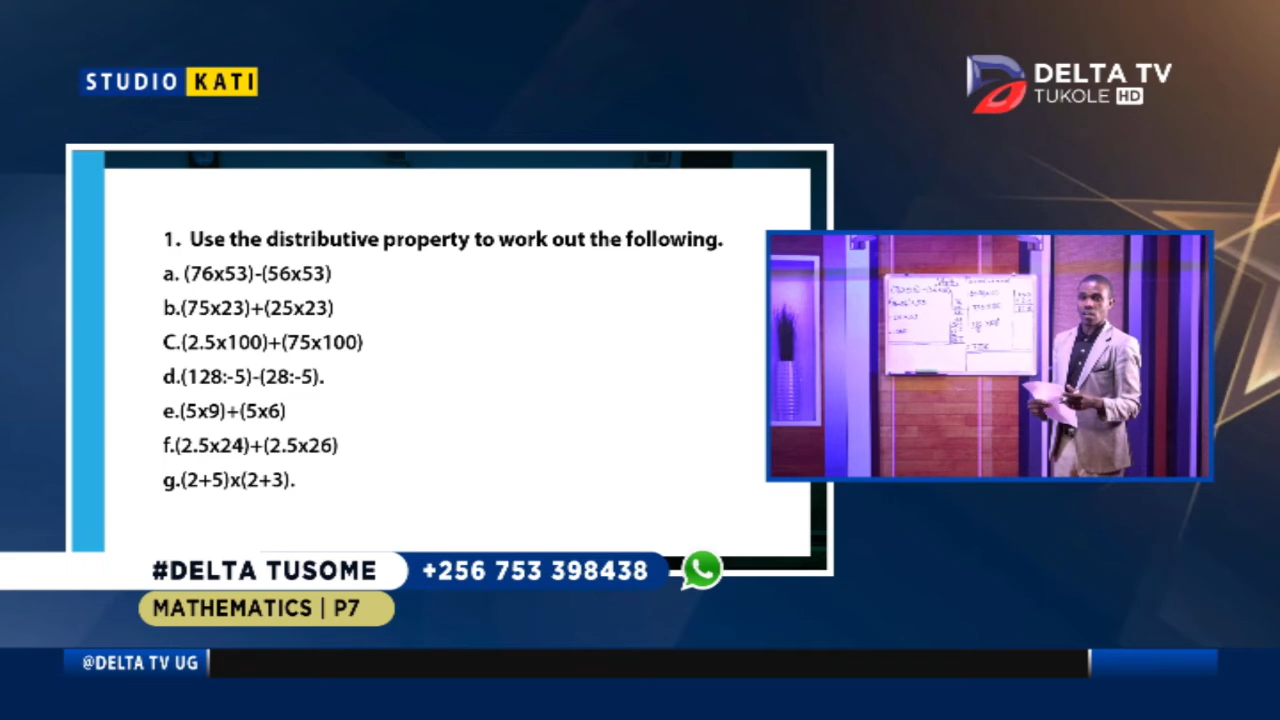 STUDIO KATI
DELTA TV
TUKOLE HD
1. Use the distributive property to work out the following.
a. (76x53)-(56x53)
b.(75x23)+(25x23)
C.(2.5x100)+(75x100)
d.(128:-5)-(28:-5).
e.(5x9)+(5x6)
f.(2.5x24)+(2.5x26)
g.(2+5)x(2+3).
#DELTA TUSOME +256 753 398438
MATHEMATICS | P7
@DELTA TV UG